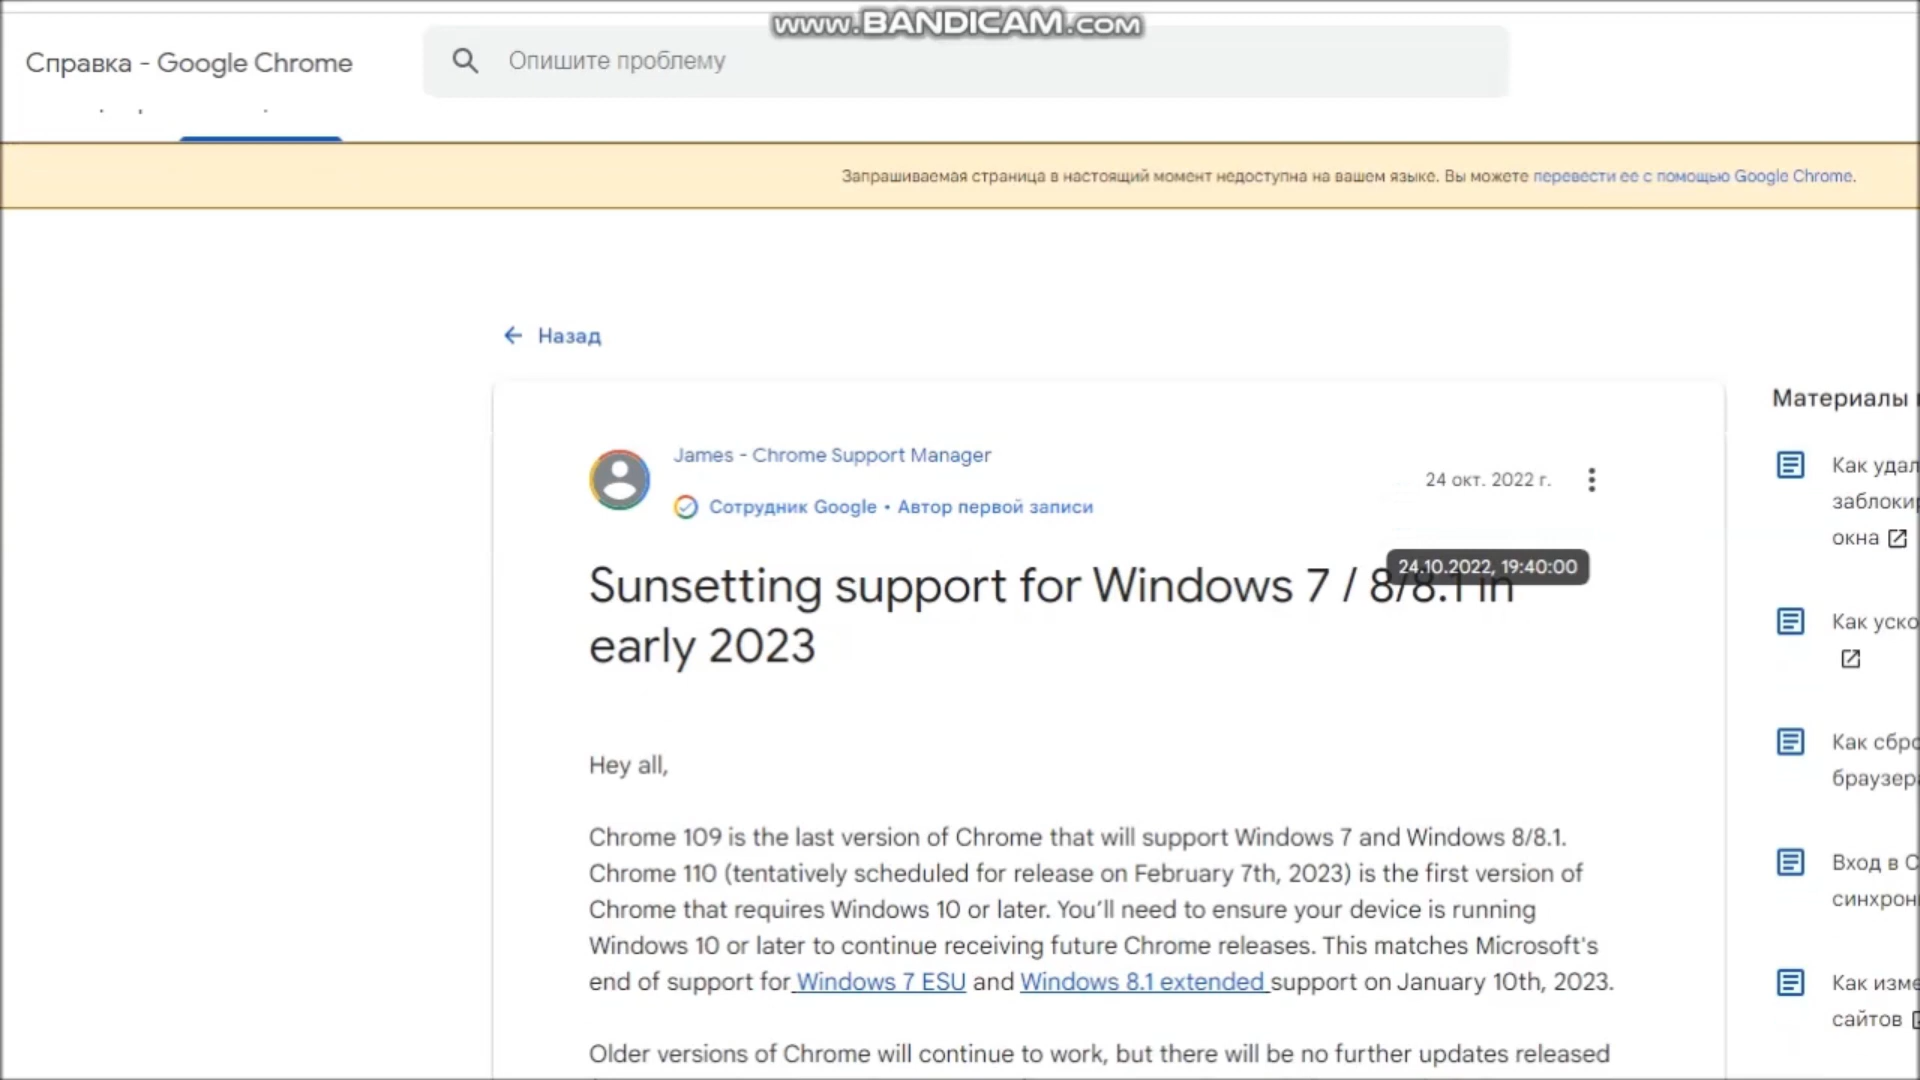 www.BANDICAM.com
Справка - Google Chrome
Опишите проблему
Запрашиваемая страница в настоящий момент недоступна на вашем языке. Вы можете перевести ее с помощью Google Chrome.
Назад
James - Chrome Support Manager
Сотрудник Google • Автор первой записи
24 окт. 2022 г.
24.10.2022, 19:40:00
Sunsetting support for Windows 7 / 8/8.1 in
early 2023
Hey all,
Chrome 109 is the last version of Chrome that will support Windows 7 and Windows 8/8.1.
Chrome 110 (tentatively scheduled for release on February 7th, 2023) is the first version of
Chrome that requires Windows 10 or later. You’ll need to ensure your device is running
Windows 10 or later to continue receiving future Chrome releases. This matches Microsoft's
end of support for Windows 7 ESU and Windows 8.1 extended support on January 10th, 2023.
Older versions of Chrome will continue to work, but there will be no further updates released
Материалы
Как
окна
Как
Как
Вход в
Как
сайтов